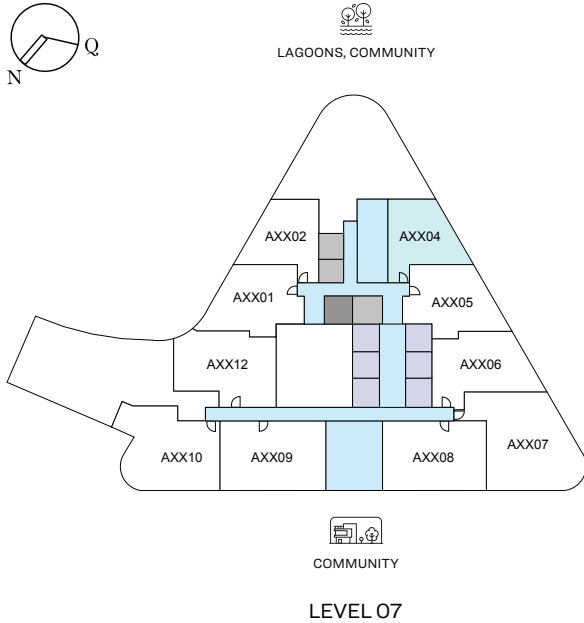 Q
N
LAGOONS, COMMUNITY
AXX02
AXX04
AXX01
AXX05
AXX12
AXX06
AXX10
AXX09
AXX08
AXX07
COMMUNITY
LEVEL 07